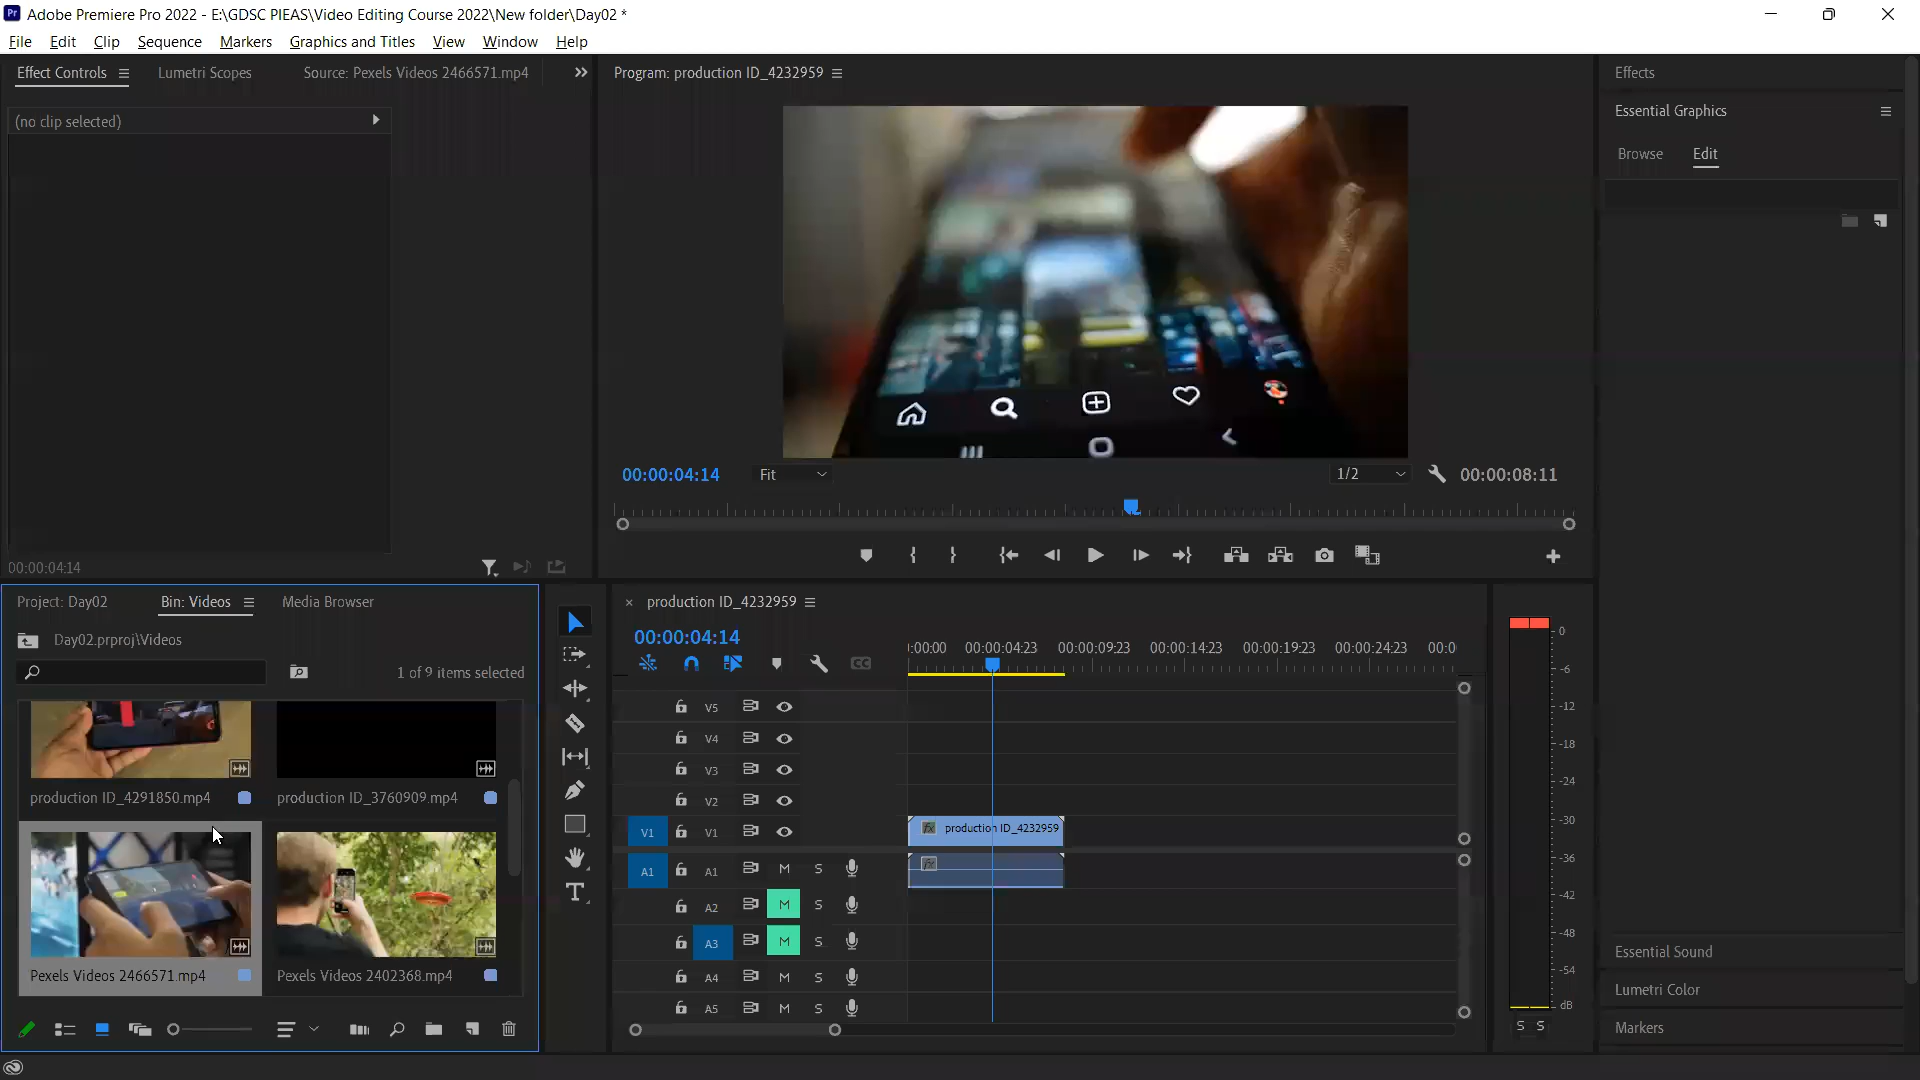 Adobe Premiere Pro 2022 - E:\GDSC PIEAS\Video Editing Course 2022\New folder\Day02 *
File Edit Clip Sequence Markers Graphics and Titles View Window Help
Effect Controls Lumetri Scopes Source: Pexels Videos 2466571.mp4
(no clip selected)
00:00:04:14
Program: production ID_4232959
00:00:04:14 Fit 1/2 00:00:08:11
Effects
Essential Graphics
Browse Edit
Essential Sound
Lumetri Color
Markers
Project: Day02 Bin: Videos Media Browser
Day02.prproj\Videos
1 of 9 items selected
production ID_4291850.mp4 production ID_3760909.mp4
Pexels Videos 2466571.mp4 Pexels Videos 2402368.mp4
× production ID_4232959
00:00:04:14
:00:00 00:00:04:23 00:00:09:23 00:00:14:23 00:00:19:23 00:00:24:23 00:0
CC
V5
V4
V3
V2
V1 V1 fx production ID_4232959
A1 A1 M S fx
A2 M S
A3 M S
A4 M S
A5 M S
0
-6
-12
-18
-24
-30
-36
-42
-48
-54
dB
S S